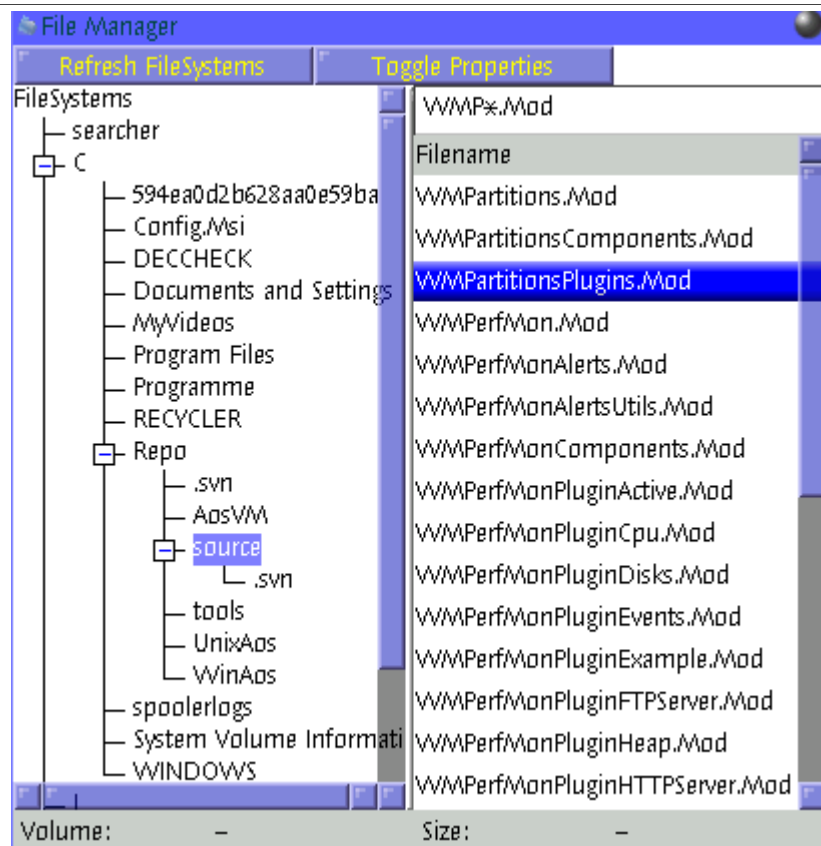 File Manager
Refresh FileSystems
Toggle Properties
FileSystems
searcher
C
594ea0d2b628aa0e59ba
Config.Msi
DECCHECK
Documents and Settings
MyVideos
Program Files
Programme
RECYCLER
Repo
.svn
AosVM
source
.svn
tools
UnixAos
WinAos
spoolerlogs
System Volume Informati
WINDOWS
WMP*.Mod
Filename
WMPartitions.Mod
WMPartitionsComponents.Mod
WMPartitionsPlugins.Mod
WMPerfMon.Mod
WMPerfMonAlerts.Mod
WMPerfMonAlertsUtils.Mod
WMPerfMonComponents.Mod
WMPerfMonPluginActive.Mod
WMPerfMonPluginCpu.Mod
WMPerfMonPluginDisks.Mod
WMPerfMonPluginEvents.Mod
WMPerfMonPluginExample.Mod
WMPerfMonPluginFTPServer.Mod
WMPerfMonPluginHeap.Mod
WMPerfMonPluginHTTPServer.Mod
Volume: –
Size: –